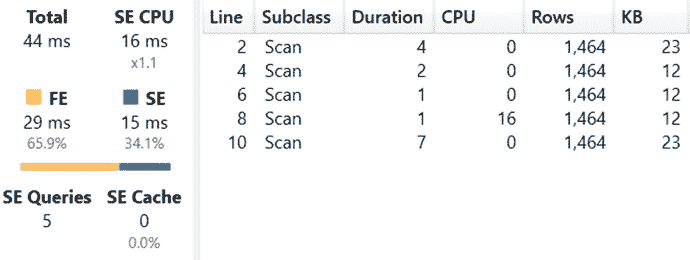 Total SE CPU
44 ms 16 ms
x1.1
FE SE
29 ms 15 ms
65.9% 34.1%
SE Queries SE Cache
5 0
0.0%
Line Subclass Duration CPU Rows KB
2 Scan 4 0 1,464 23
4 Scan 2 0 1,464 12
6 Scan 1 0 1,464 12
8 Scan 1 16 1,464 12
10 Scan 7 0 1,464 23